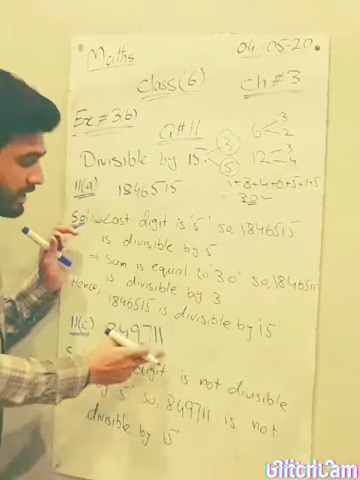 Maths
04-05-20
Class(6)
Ch#3
Ex#3(b)
Q#11
Divisible by 15
3
5
6 3
2
12 3
4
11(a) 1846515
1+8+4+6+5+1+5
= 30
Sol: → Last digit is '5' so, 1846515
is divisible by 5
⇒ Sum is equal to '30' so, 1846515
is divisible by 3
Hence, 1846515 is divisible by 15
11(c) 849711
digit is not divisible
by 5 so, 849711 is not
divisible by 15